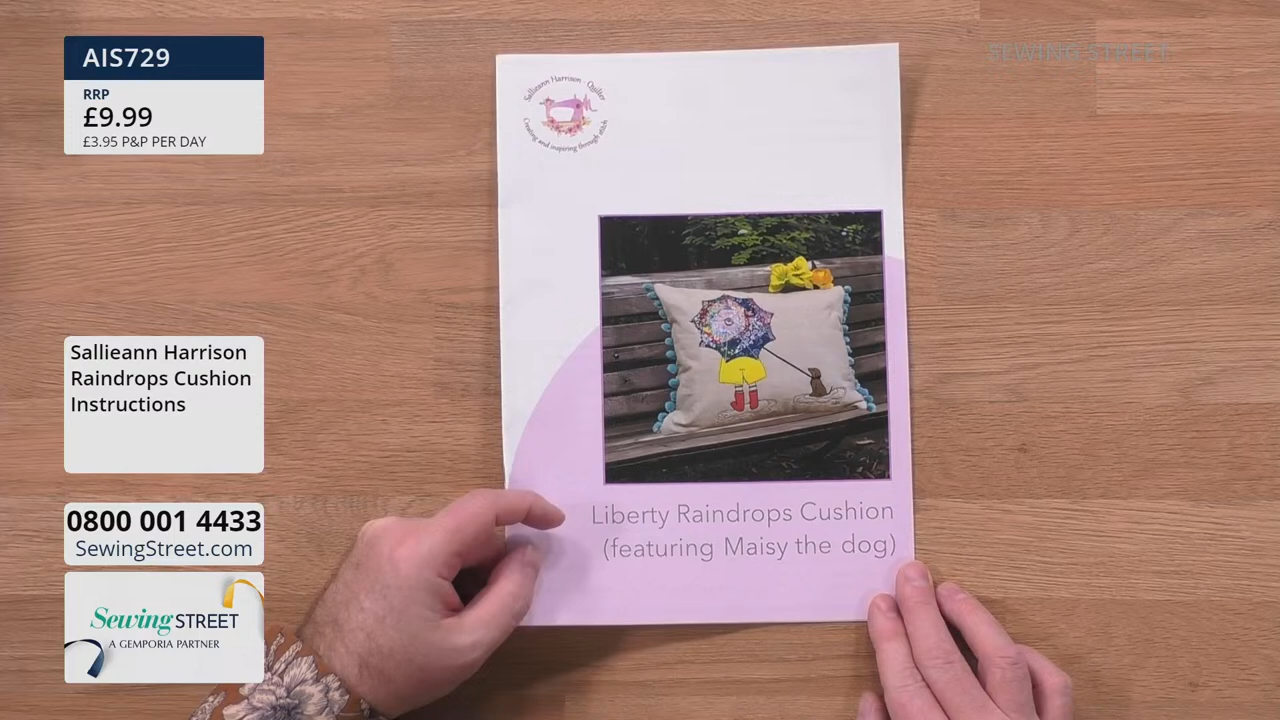 AIS729
RRP
£9.99
£3.95 P&P PER DAY
SEWING STREET
Sallieann Harrison - Quilter
Creating and inspiring through stitch
Sallieann Harrison
Raindrops Cushion
Instructions
Liberty Raindrops Cushion
(featuring Maisy the dog)
0800 001 4433
SewingStreet.com
Sewing STREET
A GEMPORIA PARTNER